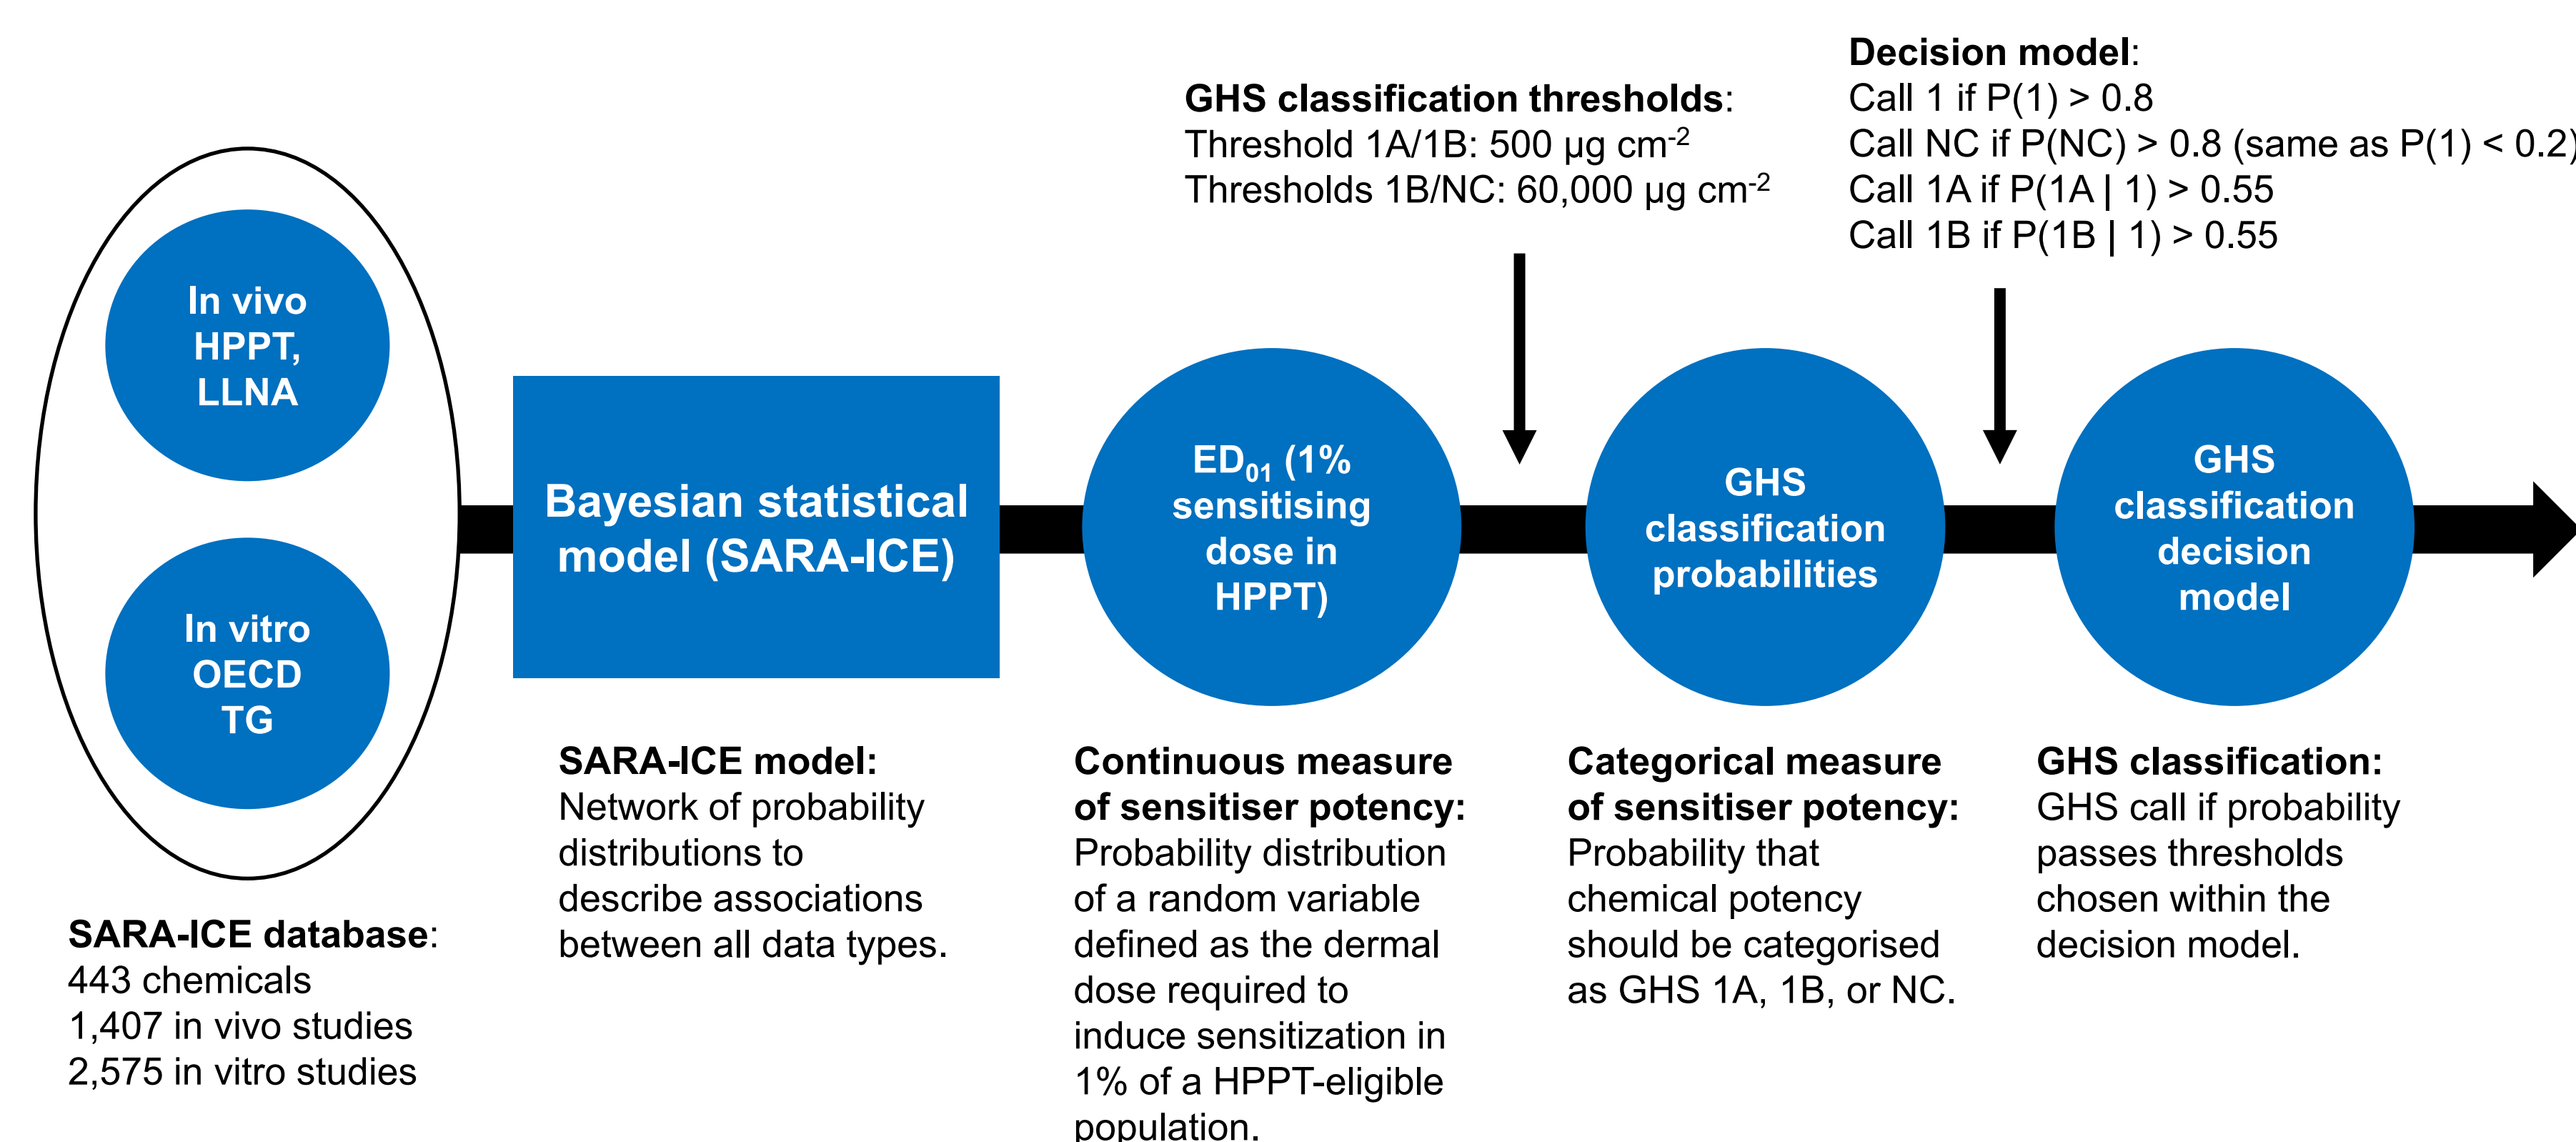 In vivo
HPPT,
LLNA
In vitro
OECD
TG
SARA-ICE database:
443 chemicals
1,407 in vivo studies
2,575 in vitro studies
Bayesian statistical
model (SARA-ICE)
SARA-ICE model:
Network of probability
distributions to
describe associations
between all data types.
ED₀₁ (1%
sensitising
dose in
HPPT)
Continuous measure
of sensitiser potency:
Probability distribution
of a random variable
defined as the dermal
dose required to
induce sensitization in
1% of a HPPT-eligible
population.
GHS classification thresholds:
Threshold 1A/1B: 500 µg cm⁻²
Thresholds 1B/NC: 60,000 µg cm⁻²
GHS
classification
probabilities
Categorical measure
of sensitiser potency:
Probability that
chemical potency
should be categorised
as GHS 1A, 1B, or NC.
Decision model:
Call 1 if P(1) > 0.8
Call NC if P(NC) > 0.8 (same as P(1) < 0.2)
Call 1A if P(1A | 1) > 0.55
Call 1B if P(1B | 1) > 0.55
GHS
classification
decision
model
GHS classification:
GHS call if probability
passes thresholds
chosen within the
decision model.